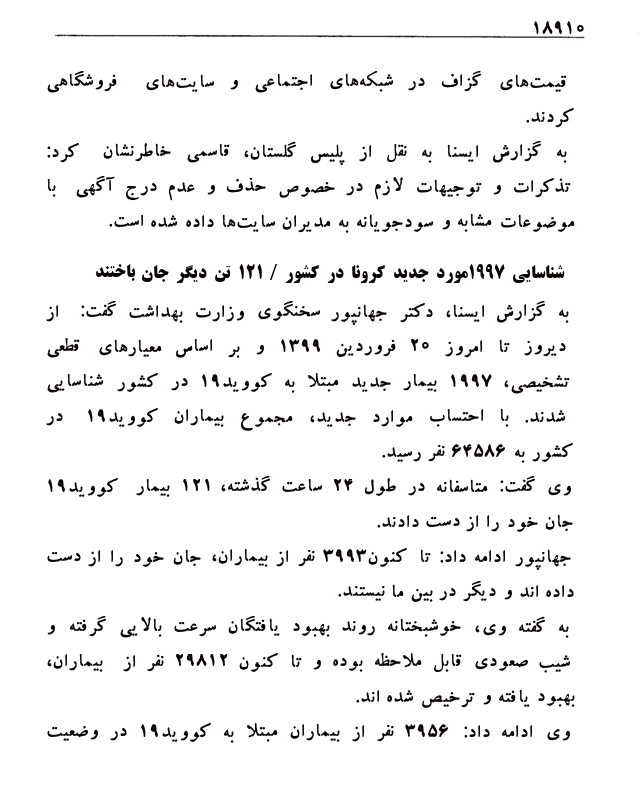 ۱۸۹۱۰
قیمت‌های گزاف در شبکه‌های اجتماعی و سایت‌های فروشگاهی
کردند.
به گزارش ایسنا به نقل از پلیس گلستان، قاسمی خاطرنشان کرد:
تذکرات و توجیهات لازم در خصوص حذف و عدم درج آگهی با
موضوعات مشابه و سودجویانه به مدیران سایت‌ها داده شده است.
شناسایی ۱۹۹۷مورد جدید کرونا در کشور / ۱۲۱ تن دیگر جان باختند
به گزارش ایسنا، دکتر جهانپور سخنگوی وزارت بهداشت گفت: از
دیروز تا امروز ۲۰ فروردین ۱۳۹۹ و بر اساس معیارهای قطعی
تشخیصی، ۱۹۹۷ بیمار جدید مبتلا به کووید۱۹ در کشور شناسایی
شدند. با احتساب موارد جدید، مجموع بیماران کووید۱۹ در
کشور به ۶۴۵۸۶ نفر رسید.
وی گفت: متاسفانه در طول ۲۴ ساعت گذشته، ۱۲۱ بیمار کووید۱۹
جان خود را از دست دادند.
جهانپور ادامه داد: تا کنون۳۹۹۳ نفر از بیماران، جان خود را از دست
داده اند و دیگر در بین ما نیستند.
به گفته وی، خوشبختانه روند بهبود یافتگان سرعت بالایی گرفته و
شیب صعودی قابل ملاحظه بوده و تا کنون ۲۹۸۱۲ نفر از بیماران،
بهبود یافته و ترخیص شده اند.
وی ادامه داد: ۳۹۵۶ نفر از بیماران مبتلا به کووید۱۹ در وضعیت